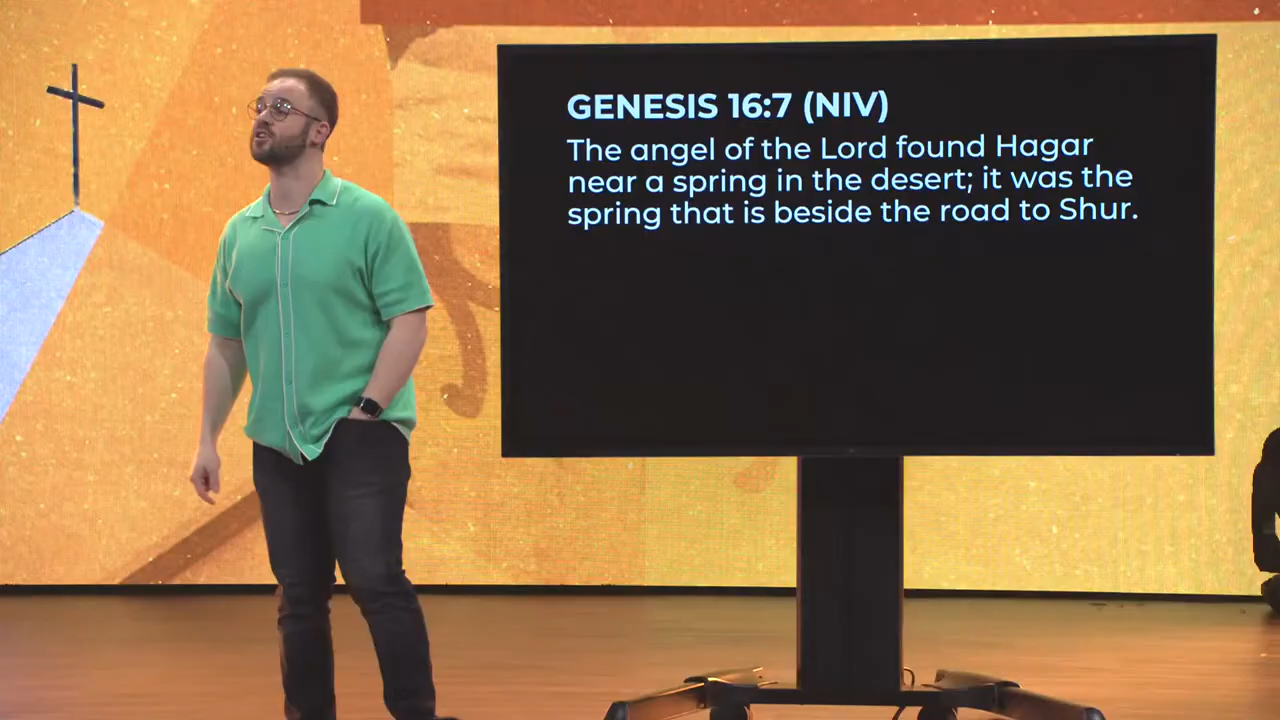 GENESIS 16:7 (NIV)
The angel of the Lord found Hagar
near a spring in the desert; it was the
spring that is beside the road to Shur.